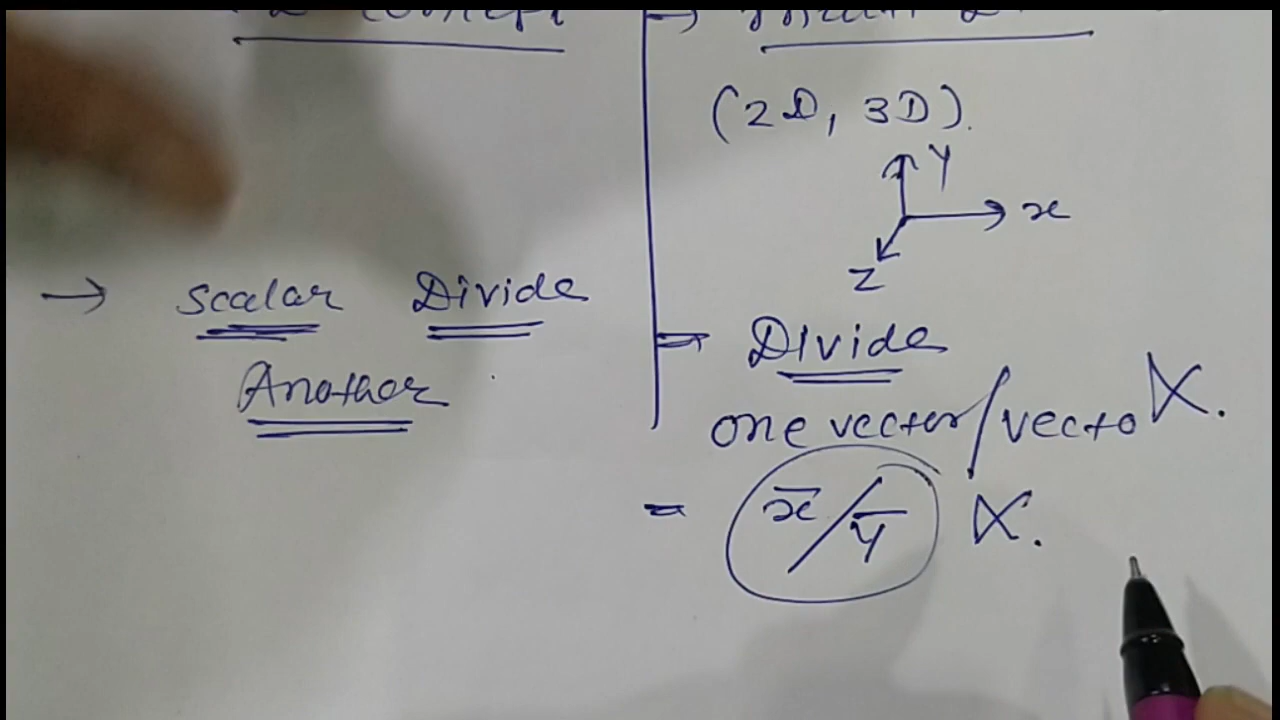 (2D, 3D).
Y
x
Z
→ Scalar Divide
Another
→ Divide
one vector/vecto X.
= x̅/y̅ X.